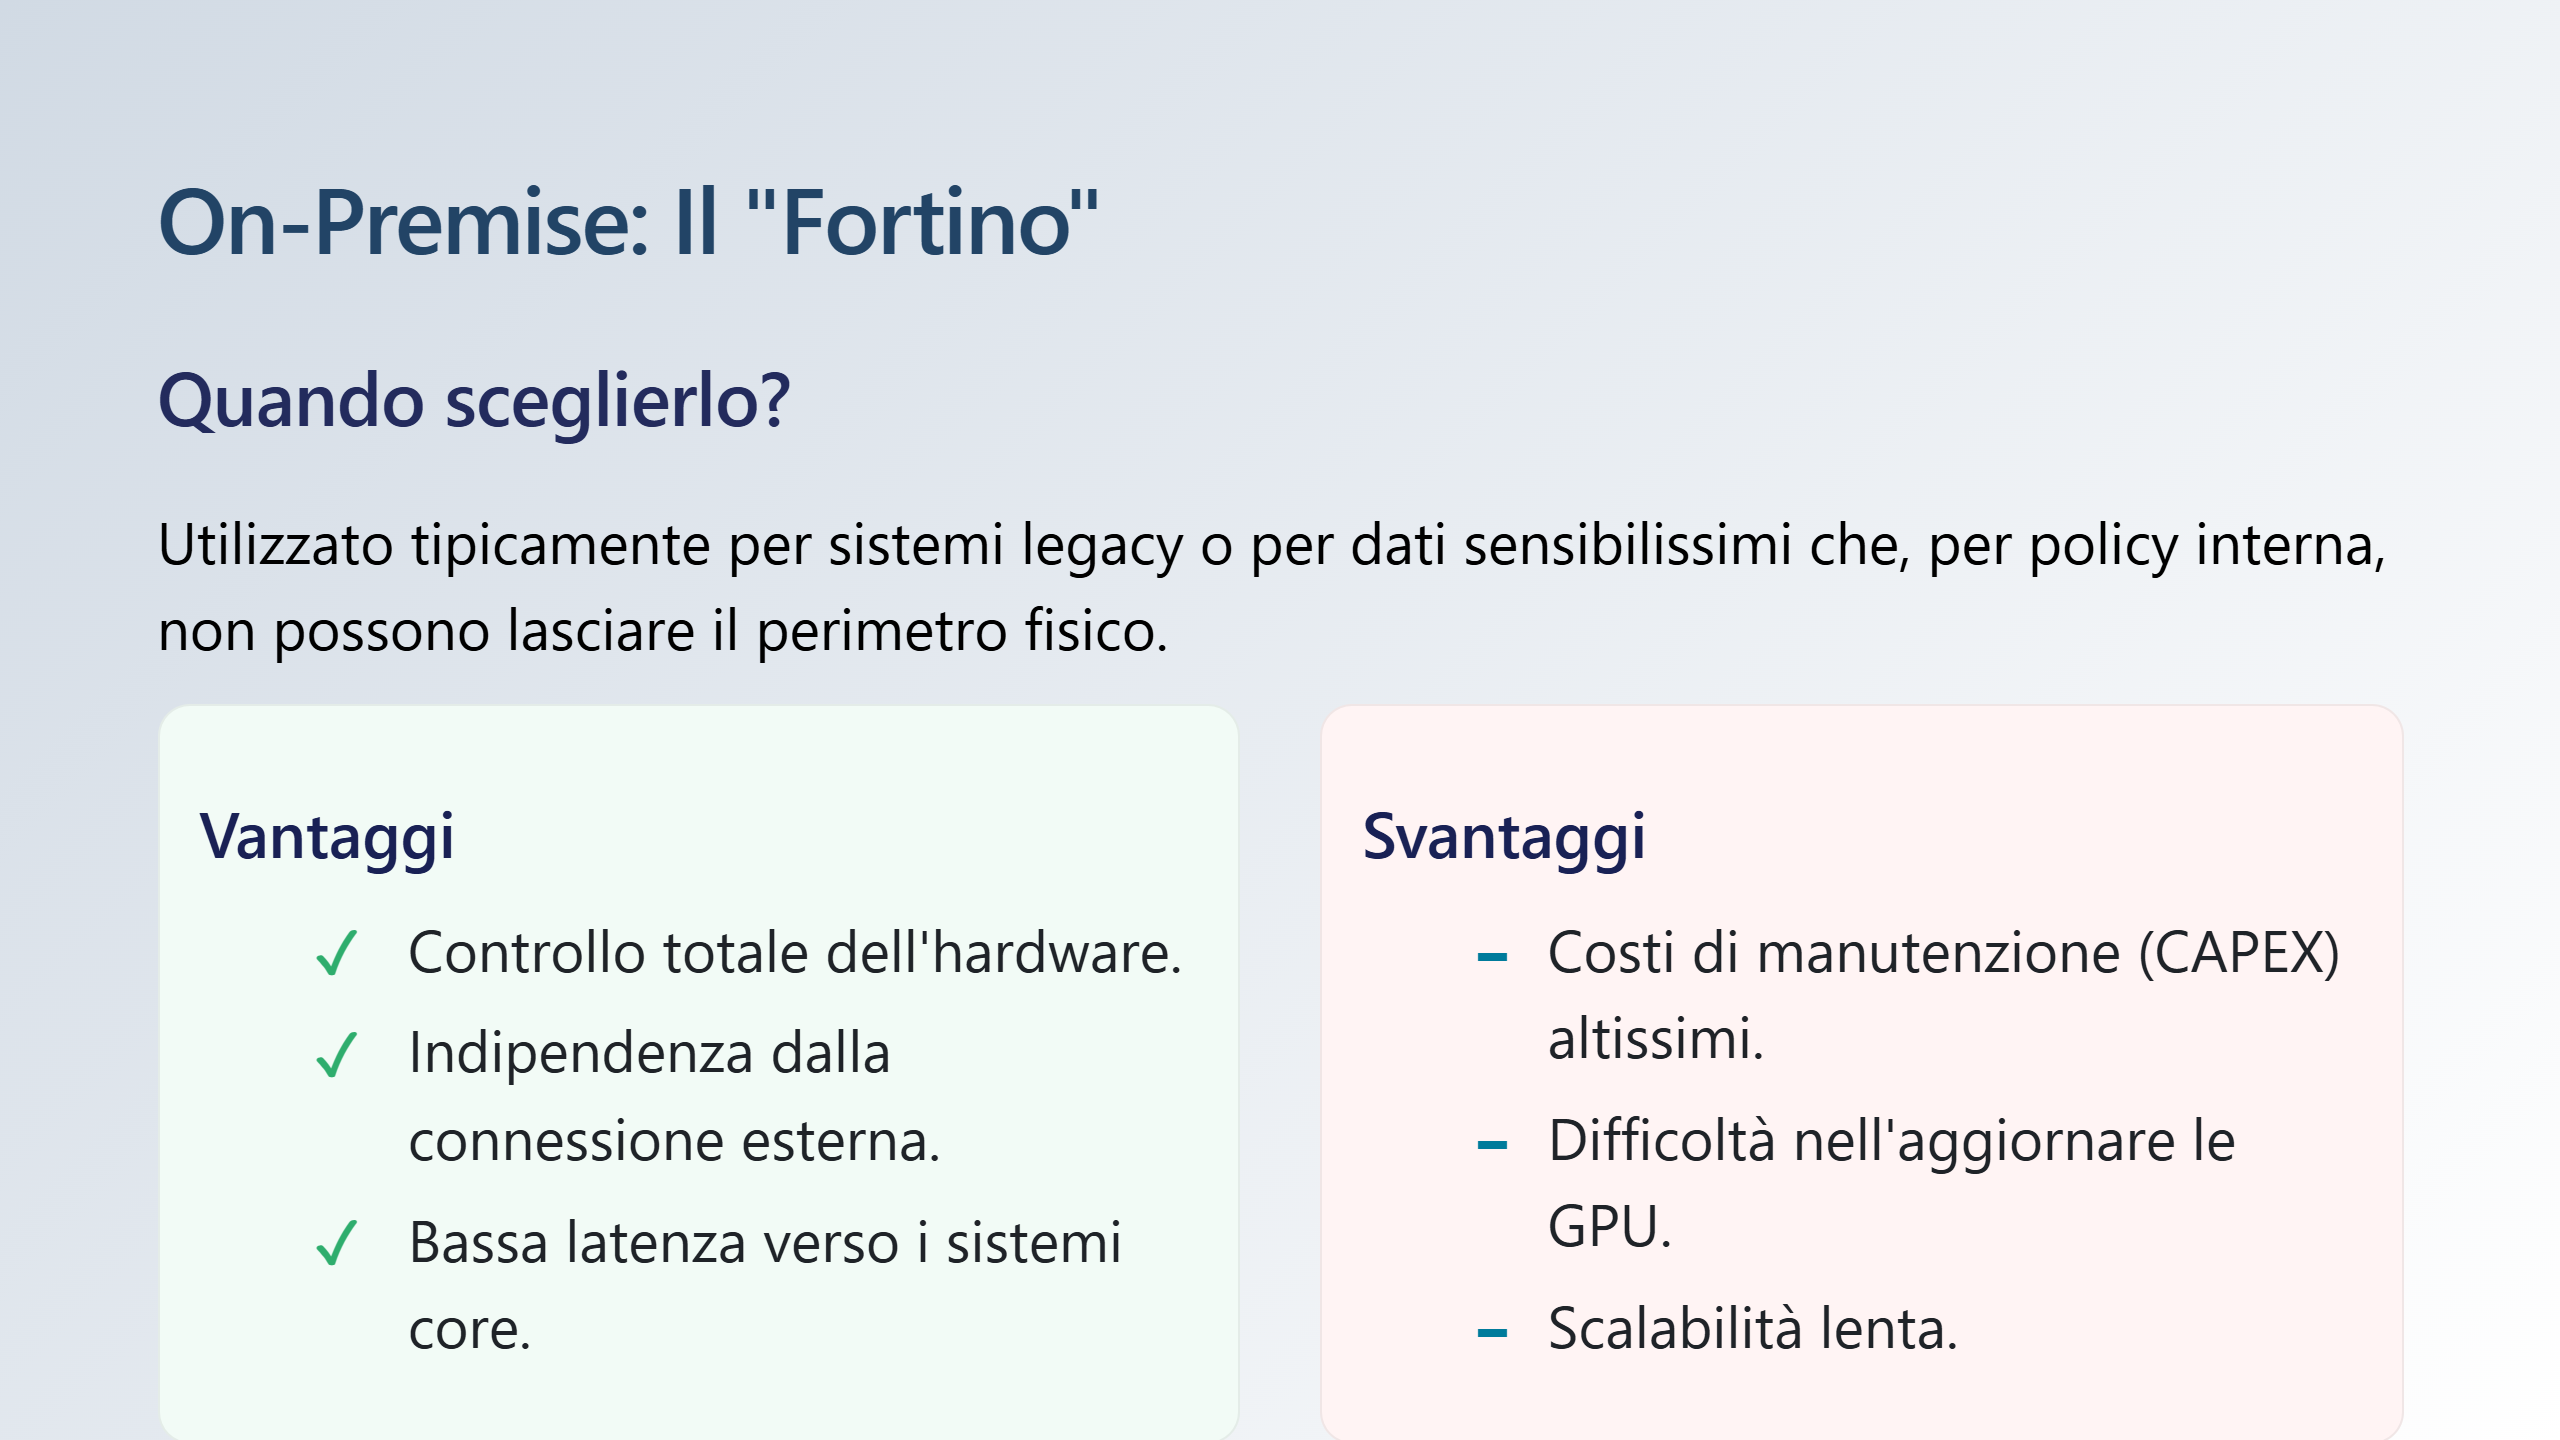 On-Premise: Il "Fortino"
Quando sceglierlo?
Utilizzato tipicamente per sistemi legacy o per dati sensibilissimi che, per policy interna,
non possono lasciare il perimetro fisico.
Vantaggi
✓ Controllo totale dell'hardware.
✓ Indipendenza dalla
connessione esterna.
✓ Bassa latenza verso i sistemi
core.
Svantaggi
– Costi di manutenzione (CAPEX)
altissimi.
– Difficoltà nell'aggiornare le
GPU.
– Scalabilità lenta.